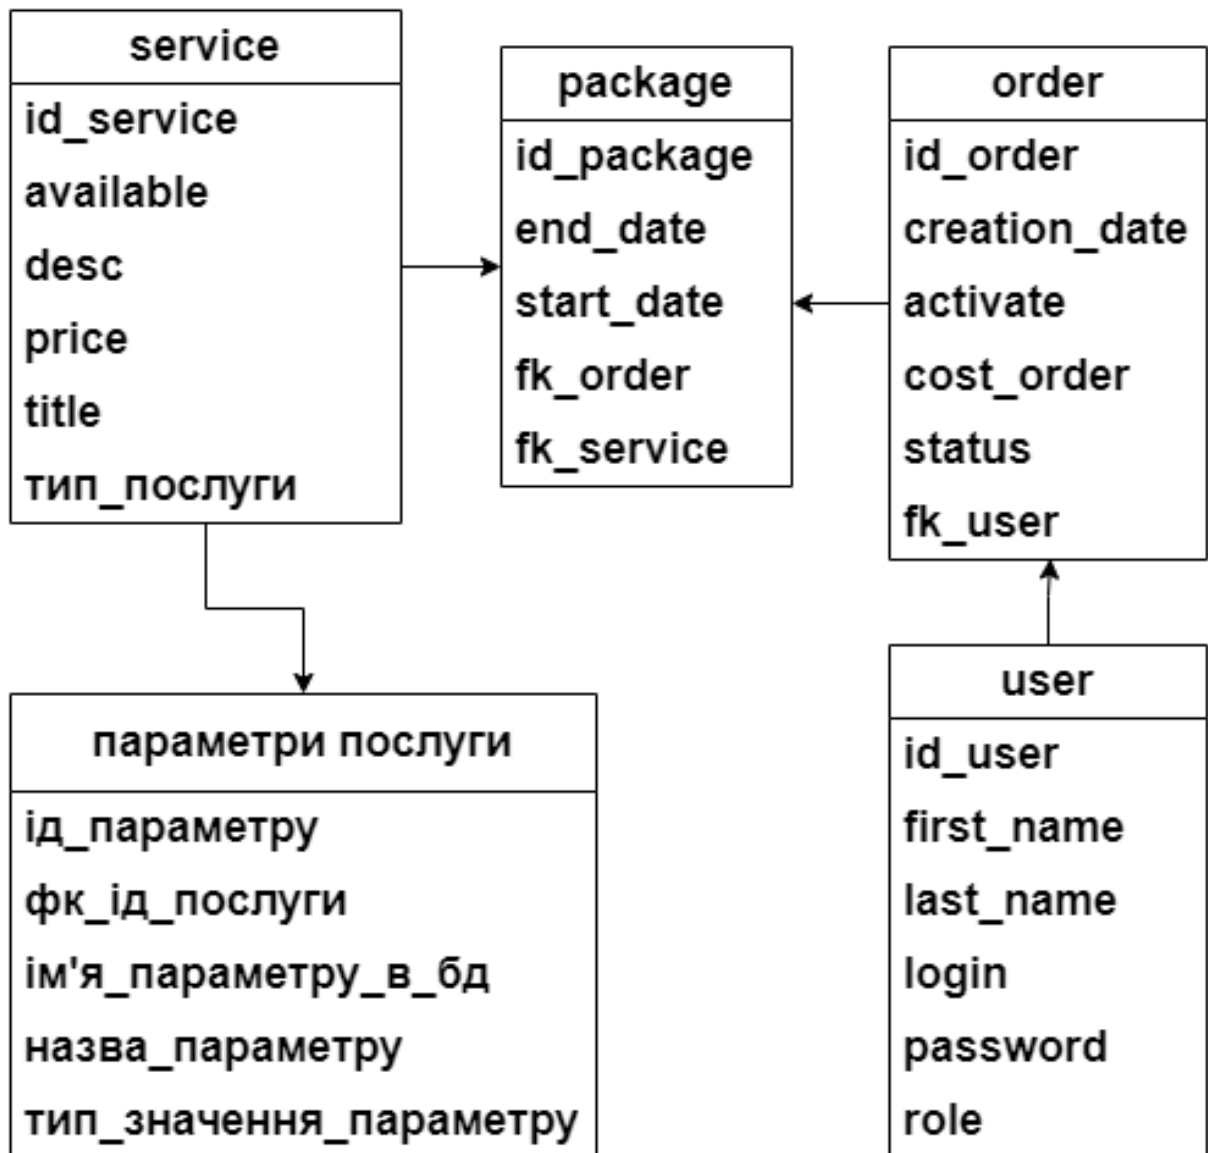 service
id_service
available
desc
price
title
тип_послуги
package
id_package
end_date
start_date
fk_order
fk_service
order
id_order
creation_date
activate
cost_order
status
fk_user
параметри послуги
ід_параметру
фк_ід_послуги
ім'я_параметру_в_бд
назва_параметру
тип_значення_параметру
user
id_user
first_name
last_name
login
password
role